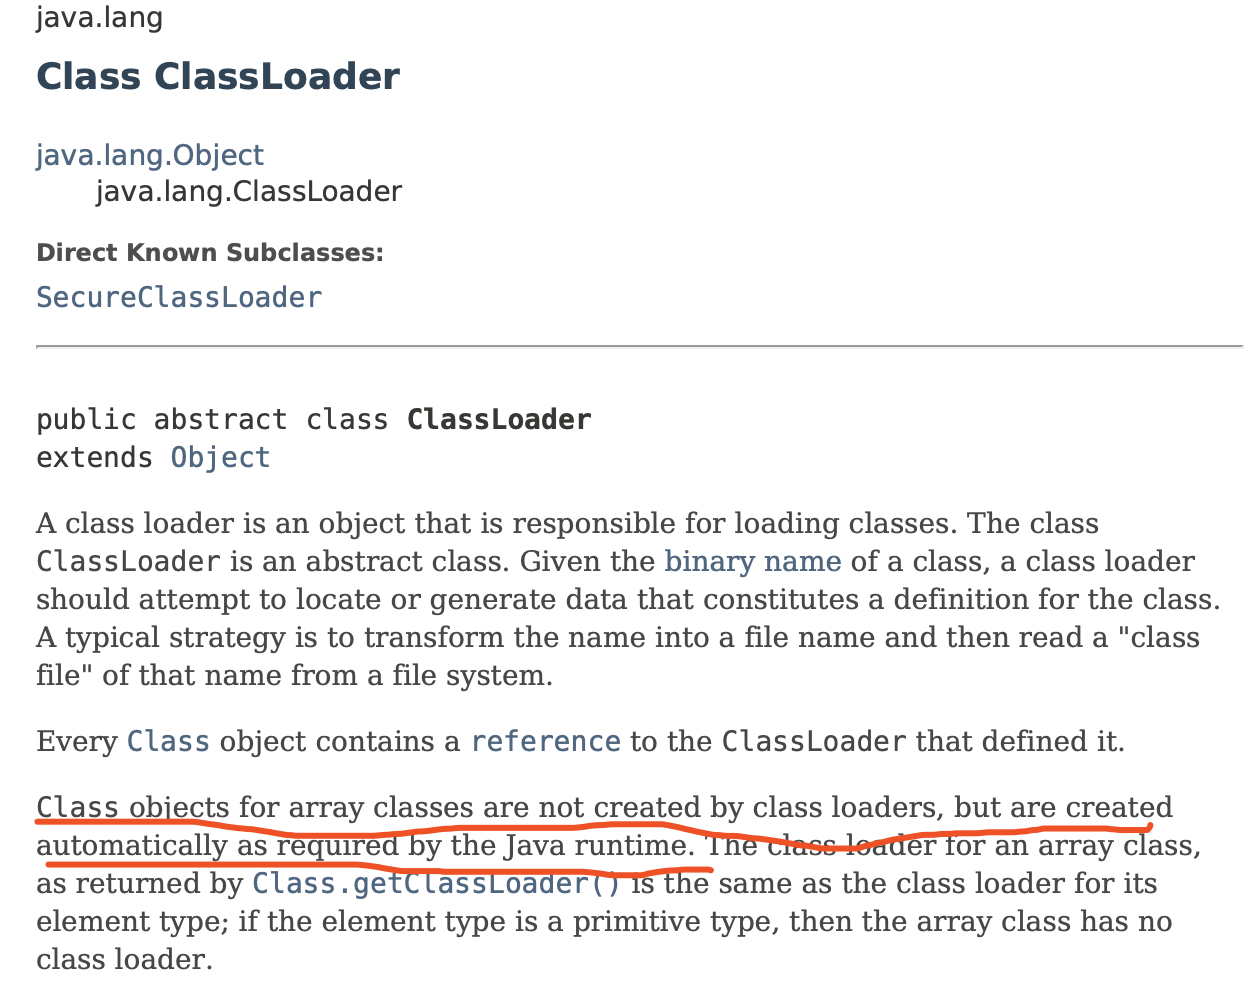 java.lang
Class ClassLoader
java.lang.Object
java.lang.ClassLoader
Direct Known Subclasses:
SecureClassLoader
public abstract class ClassLoader
extends Object
A class loader is an object that is responsible for loading classes. The class
ClassLoader is an abstract class. Given the binary name of a class, a class loader
should attempt to locate or generate data that constitutes a definition for the class.
A typical strategy is to transform the name into a file name and then read a "class
file" of that name from a file system.
Every Class object contains a reference to the ClassLoader that defined it.
Class objects for array classes are not created by class loaders, but are created
automatically as required by the Java runtime. The class loader for an array class,
as returned by Class.getClassLoader() is the same as the class loader for its
element type; if the element type is a primitive type, then the array class has no
class loader.